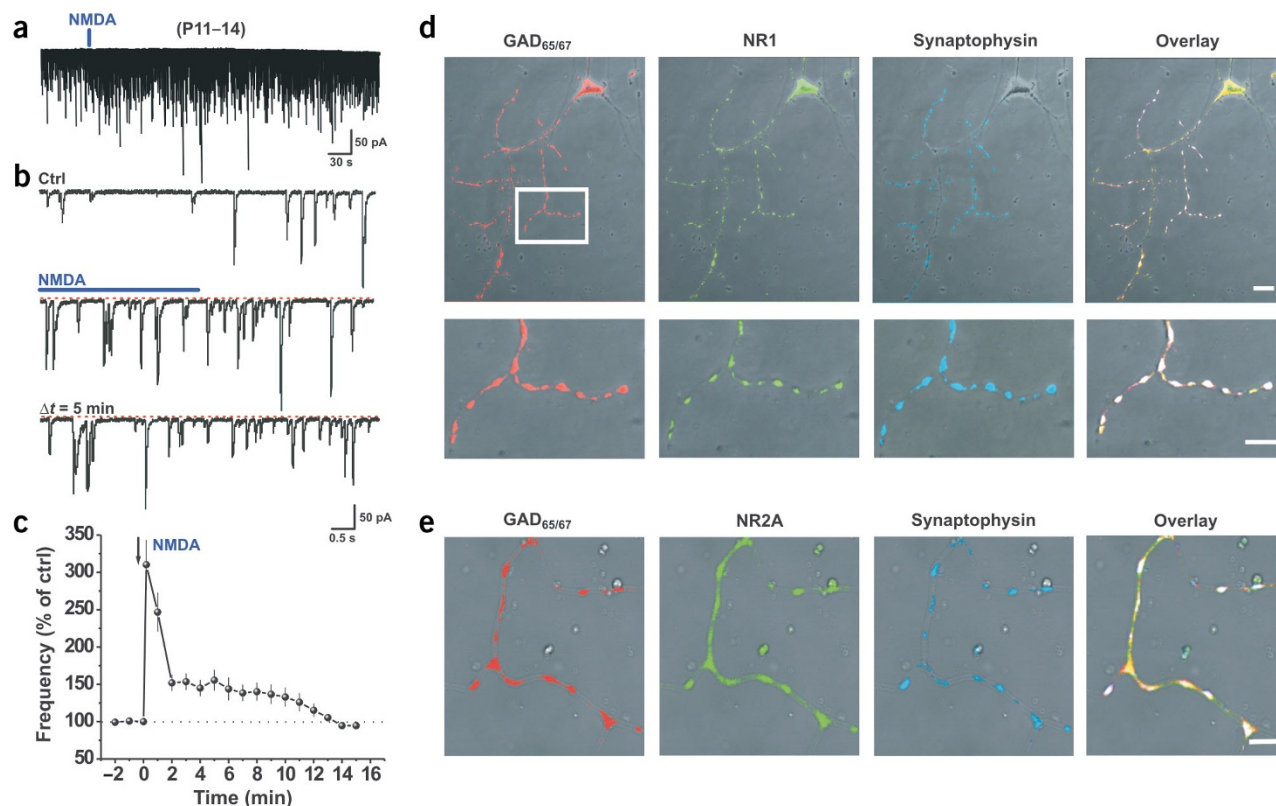 a
NMDA
(P11–14)
50 pA
30 s
b
Ctrl
NMDA
Δt = 5 min
50 pA
0.5 s
c
NMDA
Frequency (% of ctrl)
350
300
250
200
150
100
50
–2 0 2 4 6 8 10 12 14 16
Time (min)
d
GAD65/67 NR1 Synaptophysin Overlay
e
GAD65/67 NR2A Synaptophysin Overlay